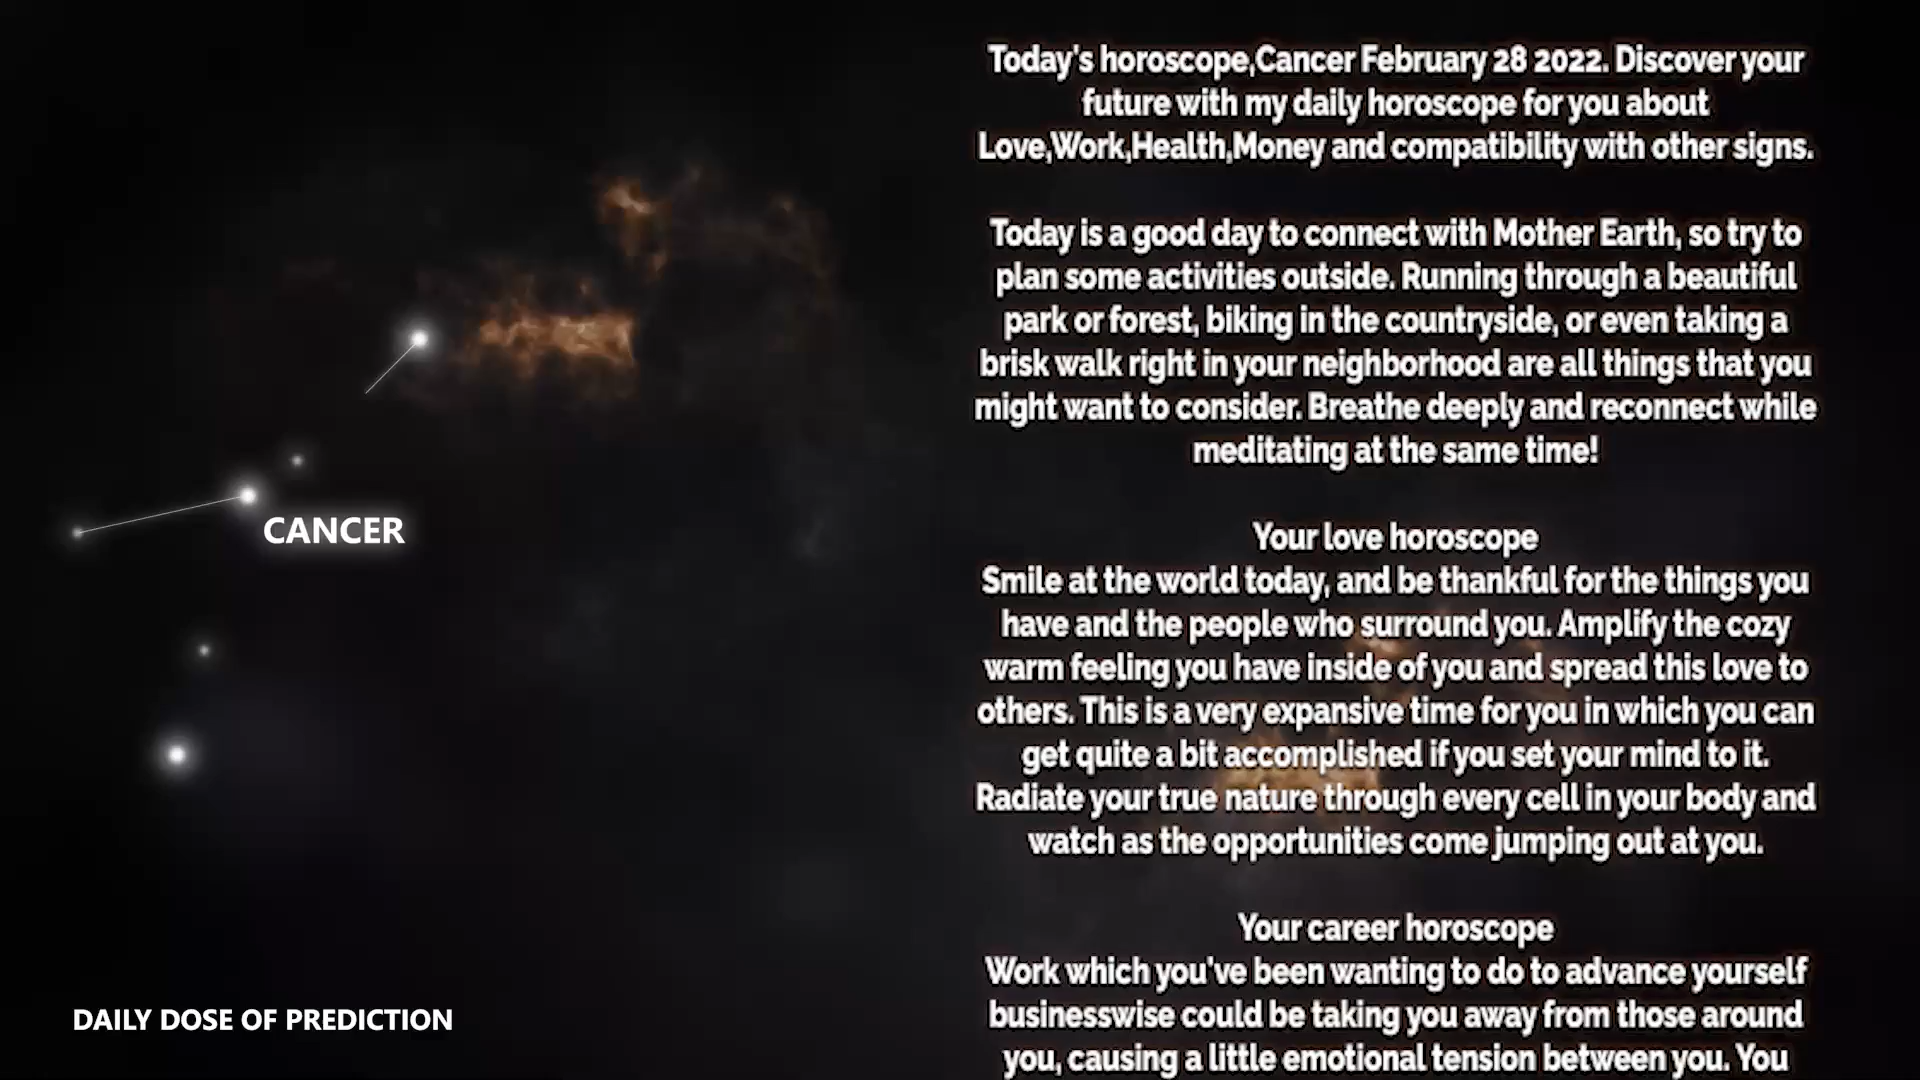 Today's horoscope,Cancer February 28 2022. Discover your
future with my daily horoscope for you about
Love,Work,Health,Money and compatibility with other signs.
Today is a good day to connect with Mother Earth, so try to
plan some activities outside. Running through a beautiful
park or forest, biking in the countryside, or even taking a
brisk walk right in your neighborhood are all things that you
might want to consider. Breathe deeply and reconnect while
meditating at the same time!
Your love horoscope
Smile at the world today, and be thankful for the things you
have and the people who surround you. Amplify the cozy
warm feeling you have inside of you and spread this love to
others. This is a very expansive time for you in which you can
get quite a bit accomplished if you set your mind to it.
Radiate your true nature through every cell in your body and
watch as the opportunities come jumping out at you.
Your career horoscope
Work which you've been wanting to do to advance yourself
businesswise could be taking you away from those around
you, causing a little emotional tension between you. You
CANCER
DAILY DOSE OF PREDICTION